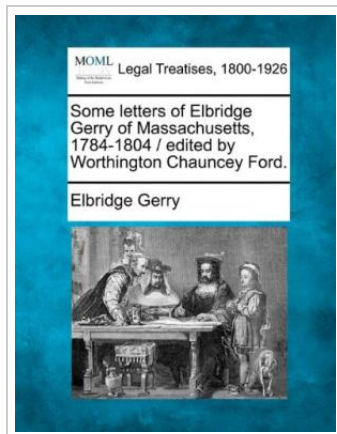 MOML
Legal Treatises, 1800-1926
Some letters of Elbridge
Gerry of Massachusetts,
1784-1804 / edited by
Worthington Chauncey Ford.
Elbridge Gerry